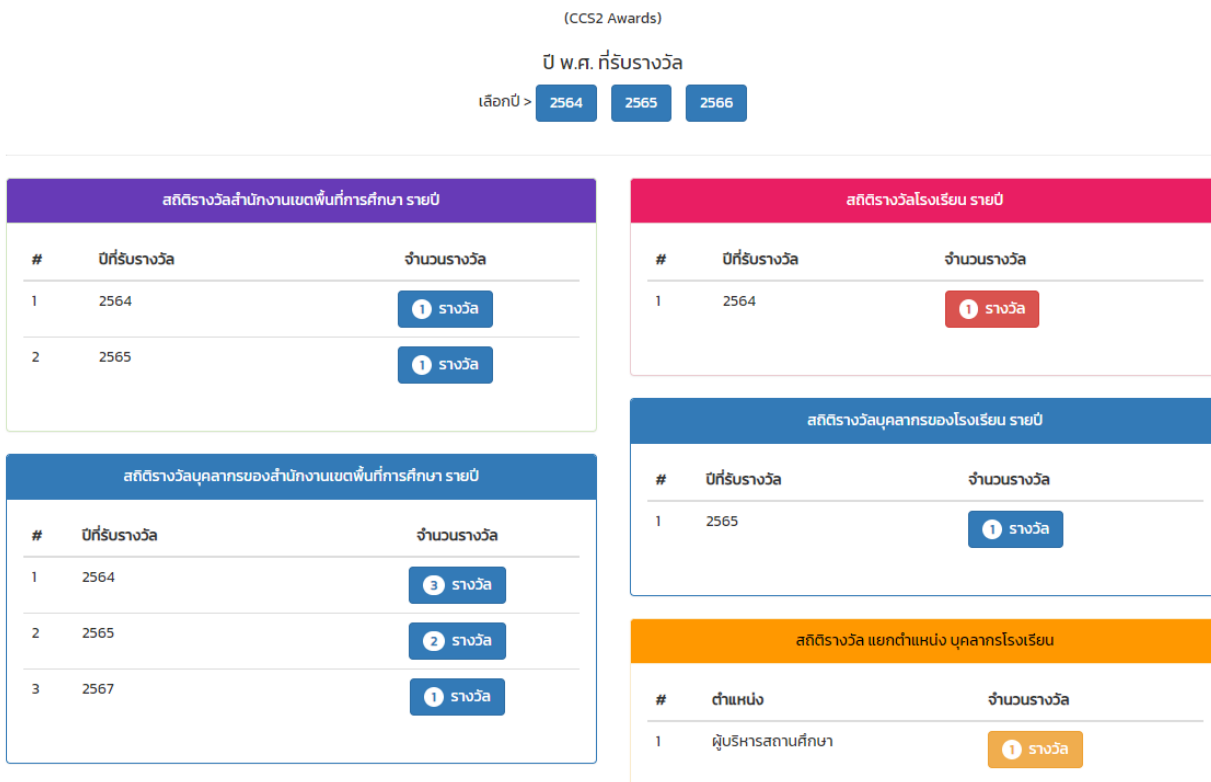 (CCS2 Awards)
ปี พ.ศ. ที่รับรางวัล
เลือกปี > 2564 2565 2566
สถิติรางวัลสำนักงานเขตพื้นที่การศึกษา รายปี
# ปีที่รับรางวัล จำนวนรางวัล
1 2564 1 รางวัล
2 2565 1 รางวัล
สถิติรางวัลบุคลากรของสำนักงานเขตพื้นที่การศึกษา รายปี
# ปีที่รับรางวัล จำนวนรางวัล
1 2564 3 รางวัล
2 2565 2 รางวัล
3 2567 1 รางวัล
สถิติรางวัลโรงเรียน รายปี
# ปีที่รับรางวัล จำนวนรางวัล
1 2564 1 รางวัล
สถิติรางวัลบุคลากรของโรงเรียน รายปี
# ปีที่รับรางวัล จำนวนรางวัล
1 2565 1 รางวัล
สถิติรางวัล แยกตำแหน่ง บุคลากรโรงเรียน
# ตำแหน่ง จำนวนรางวัล
1 ผู้บริหารสถานศึกษา 1 รางวัล